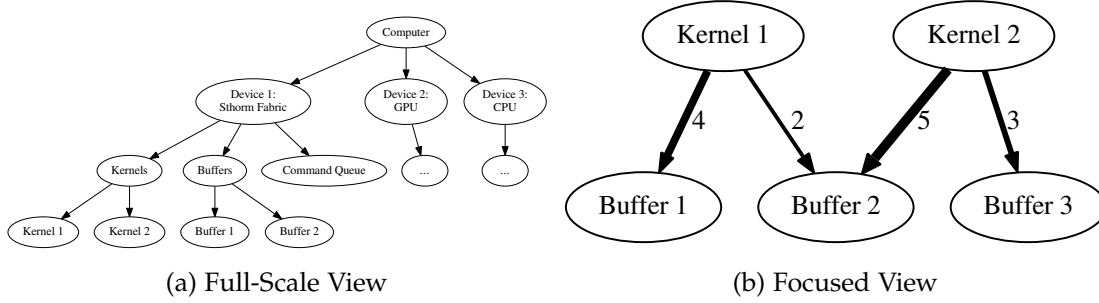 Computer
Device 1:
Sthorm Fabric
Device 2:
GPU
Device 3:
CPU
Kernels
Buffers
Command Queue
...
...
Kernel 1
Kernel 2
Buffer 1
Buffer 2
(a) Full-Scale View
Kernel 1
Kernel 2
4
2
5
3
Buffer 1
Buffer 2
Buffer 3
(b) Focused View